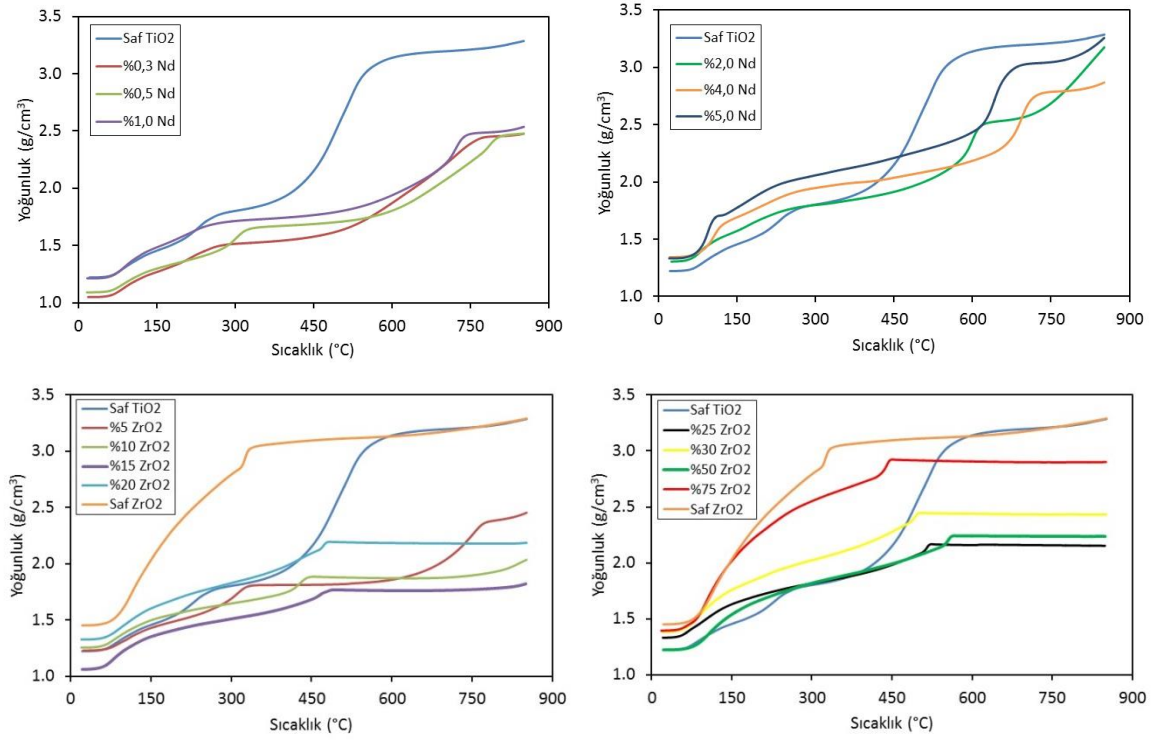 3.5
3.0
2.5
2.0
1.5
1.0
Yoğunluk (g/cm³)
Saf TiO2
%0,3 Nd
%0,5 Nd
%1,0 Nd
0
150
300
450
600
750
900
Sıcaklık (°C)
3.5
3.0
2.5
2.0
1.5
1.0
Yoğunluk (g/cm³)
Saf TiO2
%2,0 Nd
%4,0 Nd
%5,0 Nd
0
150
300
450
600
750
900
Sıcaklık (°C)
3.5
3.0
2.5
2.0
1.5
1.0
Yoğunluk (g/cm³)
Saf TiO2
%5 ZrO2
%10 ZrO2
%15 ZrO2
%20 ZrO2
Saf ZrO2
0
150
300
450
600
750
900
Sıcaklık (°C)
3.5
3.0
2.5
2.0
1.5
1.0
Yoğunluk (g/cm³)
Saf TiO2
%25 ZrO2
%30 ZrO2
%50 ZrO2
%75 ZrO2
Saf ZrO2
0
150
300
450
600
750
900
Sıcaklık (°C)